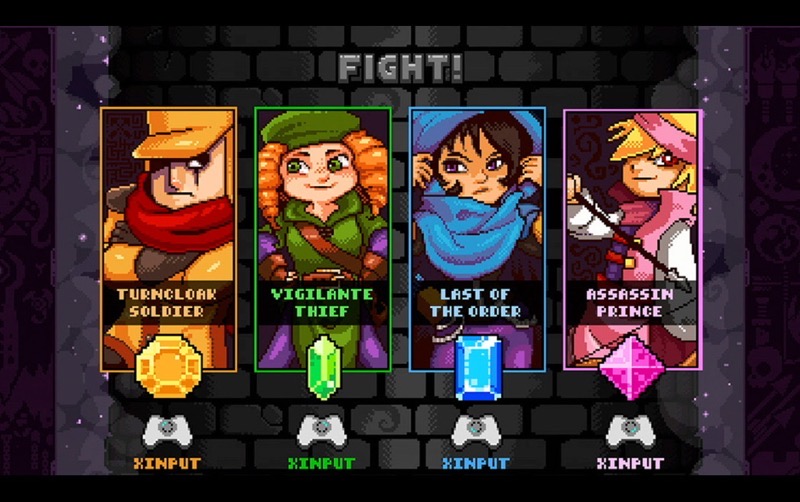 FIGHT!
TURNCLOAK
SOLDIER
VIGILANTE
THIEF
LAST OF
THE ORDER
ASSASSIN
PRINCE
XINPUT
XINPUT
XINPUT
XINPUT